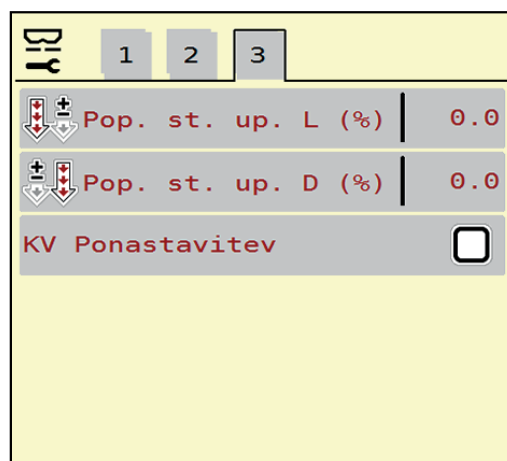 1 2 3
Pop. st. up. L (%) 0.0
Pop. st. up. D (%) 0.0
KV Ponastavitev